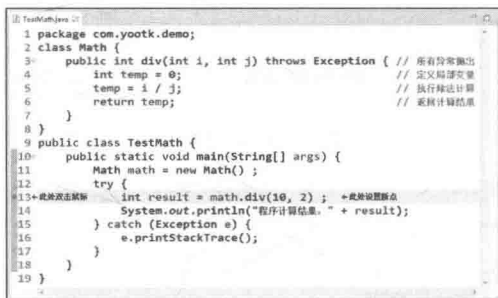 TestMath.java
1 package com.yootk.demo;
2 class Math {
3 public int div(int i, int j) throws Exception { // 所有异常抛出
4 int temp = 0; // 定义局部变量
5 temp = i / j; // 执行除法计算
6 return temp; // 返回计算结果
7 }
8 }
9 public class TestMath {
10 public static void main(String[] args) {
11 Math math = new Math() ;
12 try {
13 ←此处双击鼠标 int result = math.div(10, 2) ; ←此处设置断点
14 System.out.println("程序计算结果:" + result);
15 } catch (Exception e) {
16 e.printStackTrace();
17 }
18 }
19 }